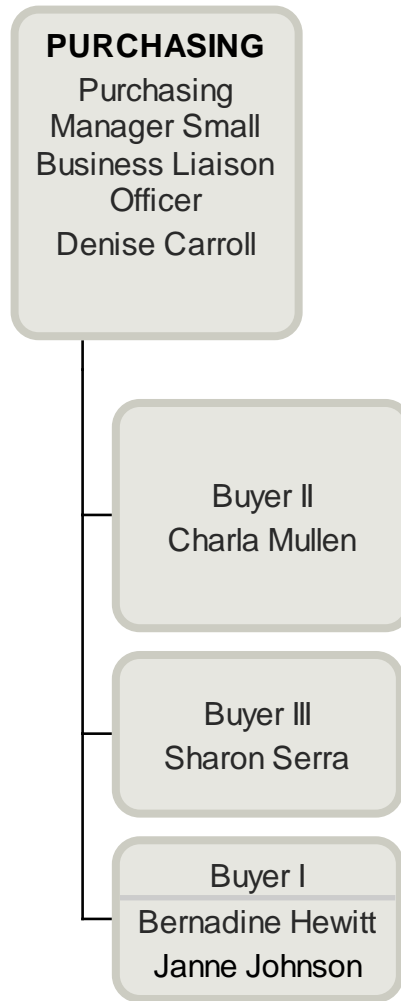 PURCHASING
Purchasing
Manager Small
Business Liaison
Officer
Denise Carroll
Buyer II
Charla Mullen
Buyer III
Sharon Serra
Buyer I
Bernadine Hewitt
Janne Johnson